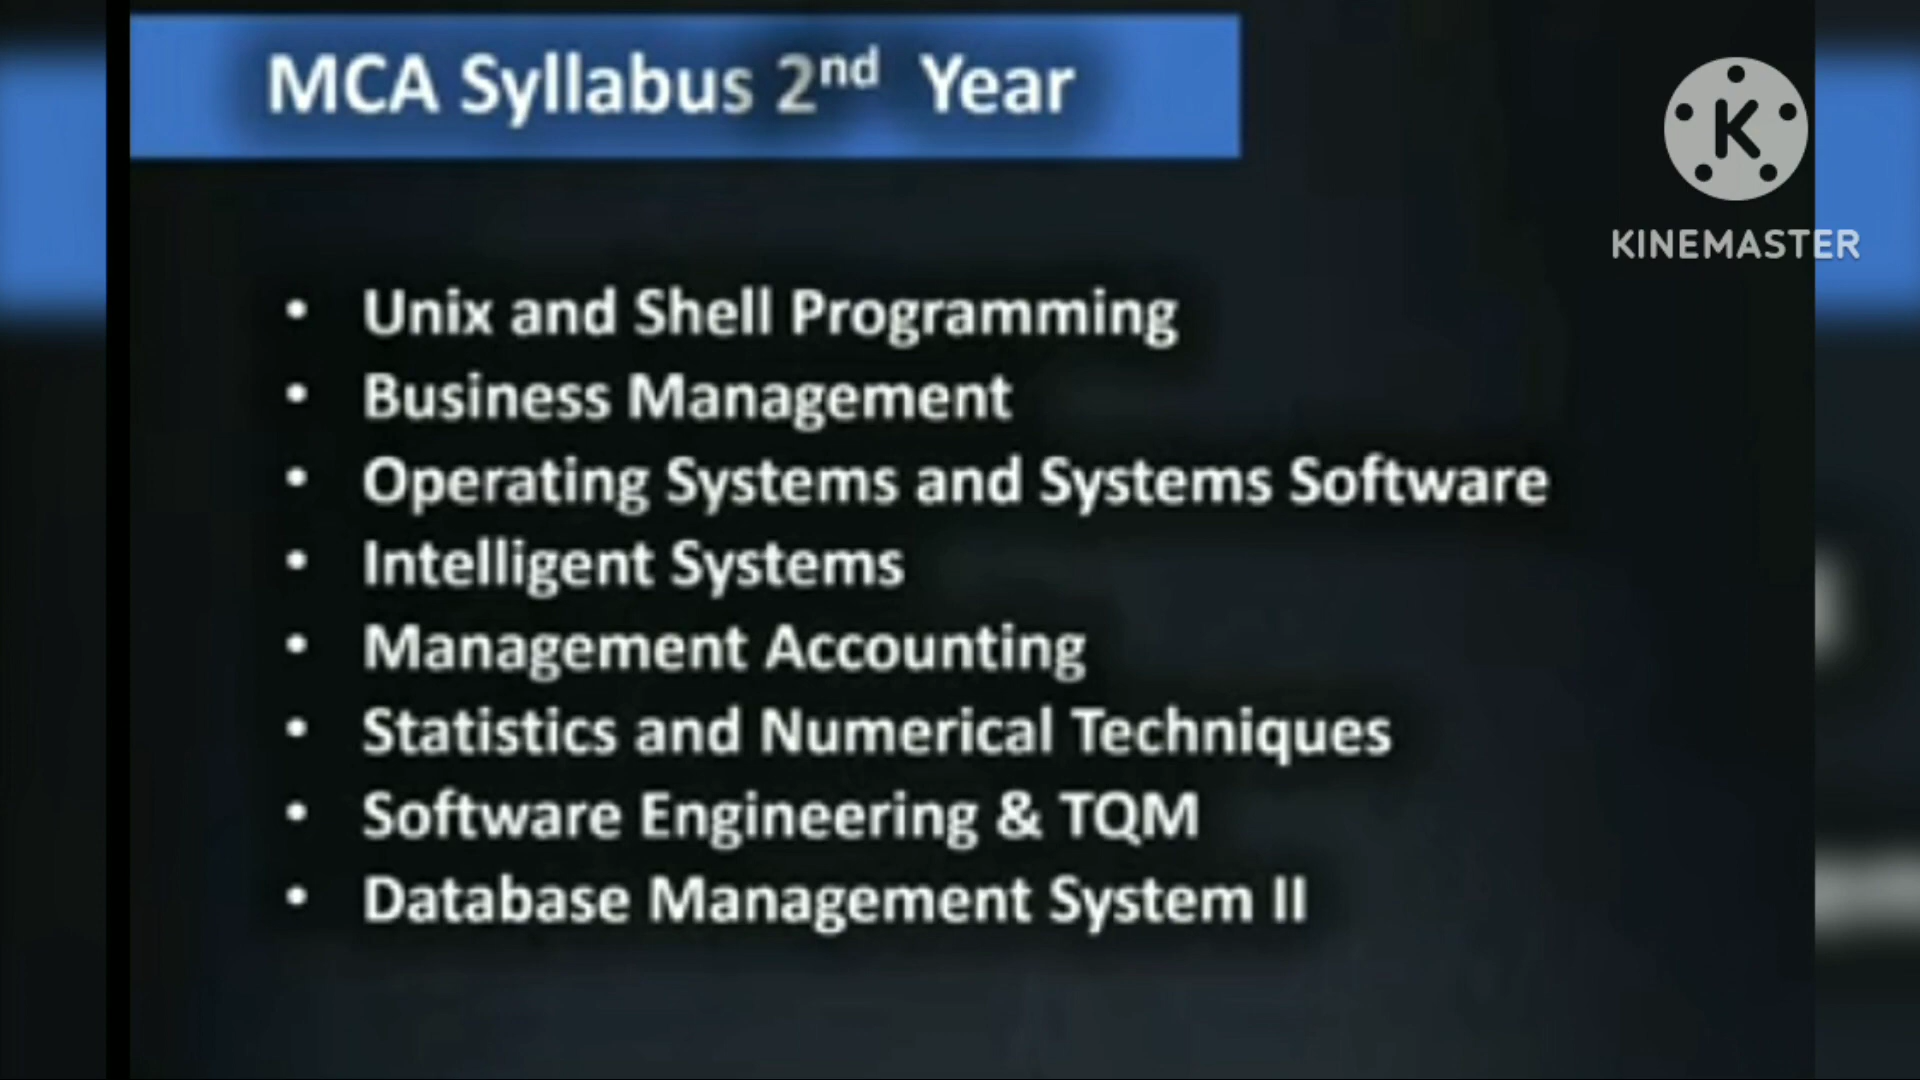 MCA Syllabus 2nd Year
K
KINEMASTER
• Unix and Shell Programming
• Business Management
• Operating Systems and Systems Software
• Intelligent Systems
• Management Accounting
• Statistics and Numerical Techniques
• Software Engineering & TQM
• Database Management System II